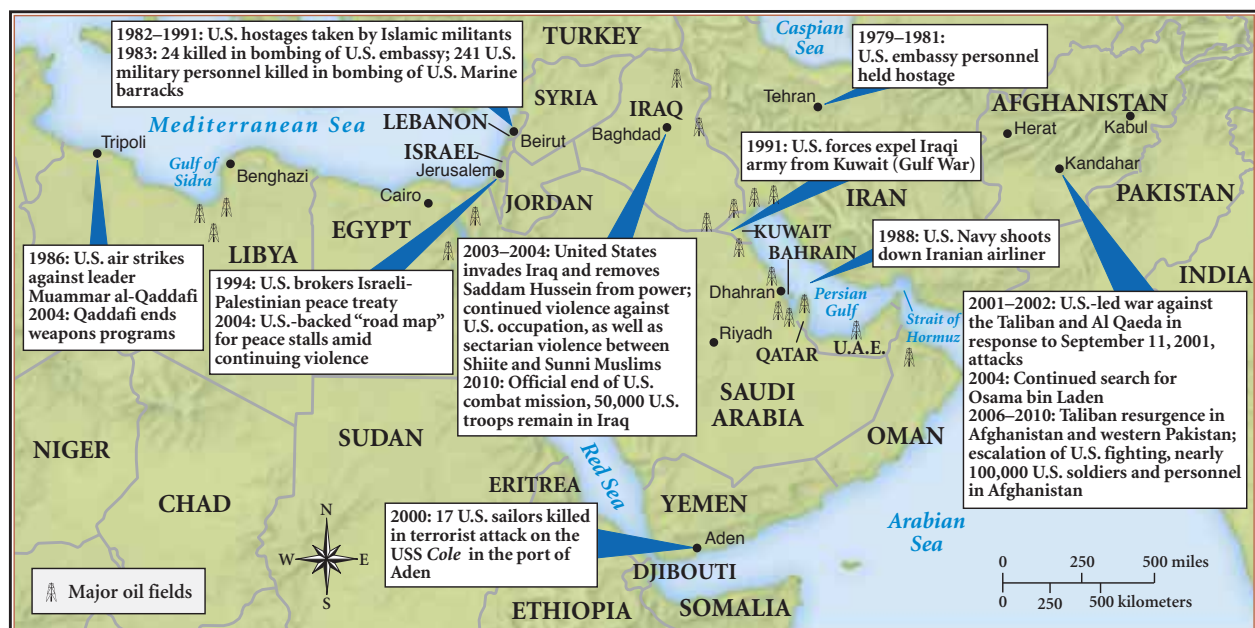 1982–1991: U.S. hostages taken by Islamic militants
1983: 24 killed in bombing of U.S. embassy; 241 U.S.
military personnel killed in bombing of U.S. Marine
barracks
TURKEY
Caspian
Sea
1979–1981:
U.S. embassy personnel
held hostage
SYRIA
IRAQ
Tehran
AFGHANISTAN
Mediterranean Sea
LEBANON
Beirut
Baghdad
Herat
Kabul
Tripoli
Gulf of
Sidra
Benghazi
ISRAEL
Jerusalem
1991: U.S. forces expel Iraqi
army from Kuwait (Gulf War)
Kandahar
Cairo
JORDAN
IRAN
PAKISTAN
EGYPT
LIBYA
KUWAIT
BAHRAIN
1988: U.S. Navy shoots
down Iranian airliner
INDIA
1986: U.S. air strikes
against leader
Muammar al-Qaddafi
2004: Qaddafi ends
weapons programs
1994: U.S. brokers Israeli-
Palestinian peace treaty
2004: U.S.-backed “road map”
for peace stalls amid
continuing violence
2003–2004: United States
invades Iraq and removes
Saddam Hussein from power;
continued violence against
U.S. occupation, as well as
sectarian violence between
Shiite and Sunni Muslims
2010: Official end of U.S.
combat mission, 50,000 U.S.
troops remain in Iraq
Dhahran
Persian
Gulf
Strait of
Hormuz
Riyadh
QATAR
U.A.E.
2001–2002: U.S.-led war against
the Taliban and Al Qaeda in
response to September 11, 2001,
attacks
2004: Continued search for
Osama bin Laden
2006–2010: Taliban resurgence in
Afghanistan and western Pakistan;
escalation of U.S. fighting, nearly
100,000 U.S. soldiers and personnel
in Afghanistan
SAUDI
ARABIA
OMAN
NIGER
SUDAN
CHAD
Red Sea
ERITREA
YEMEN
Arabian
Sea
2000: 17 U.S. sailors killed
in terrorist attack on the
USS Cole in the port of
Aden
Aden
DJIBOUTI
ETHIOPIA
SOMALIA
N
W
E
S
Major oil fields
0 250 500 miles
0 250 500 kilometers